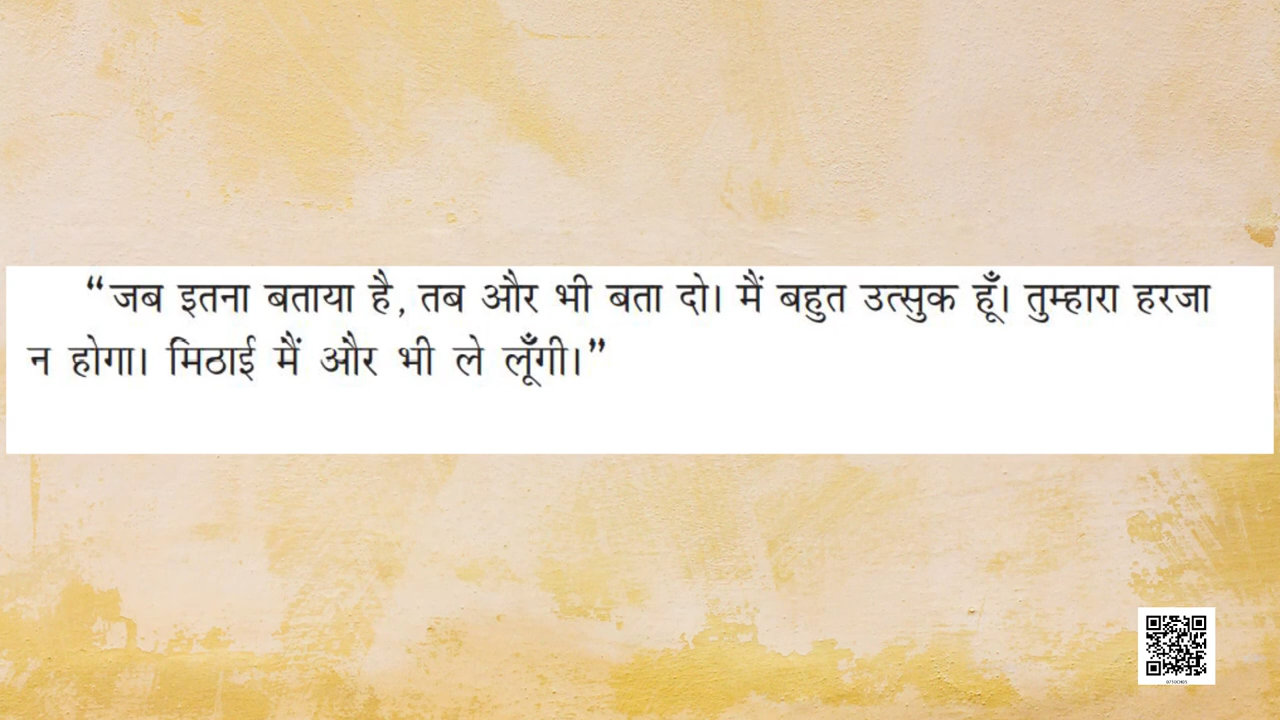 “जब इतना बताया है, तब और भी बता दो। मैं बहुत उत्सुक हूँ। तुम्हारा हरजा
न होगा। मिठाई मैं और भी ले लूँगी।”